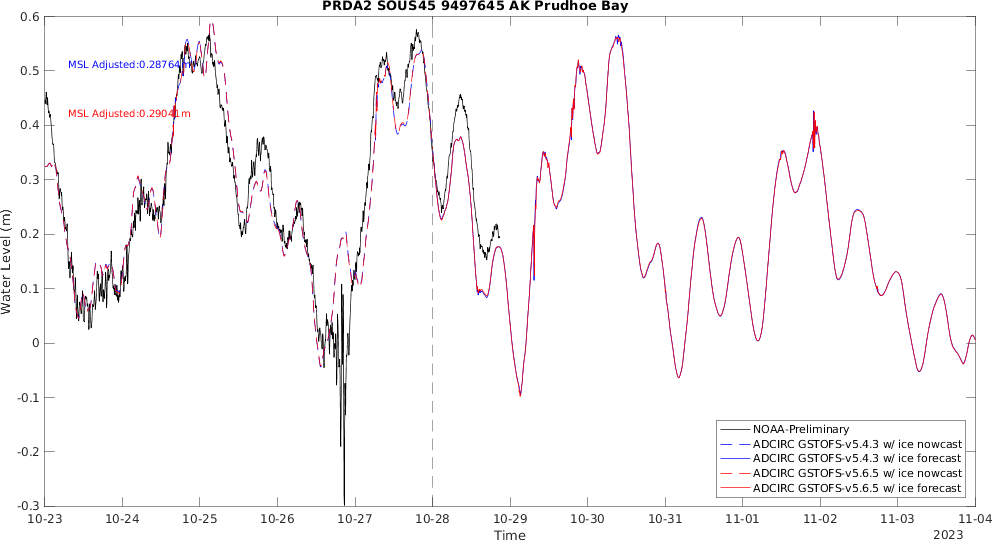 PRDA2 SOUS45 9497645 AK Prudhoe Bay
0.6
0.5
0.4
0.3
0.2
0.1
0
-0.1
-0.2
-0.3
Water Level (m)
MSL Adjusted:0.28764m
MSL Adjusted:0.29041m
NOAA-Preliminary
ADCIRC GSTOFS-v5.4.3 w/ ice nowcast
ADCIRC GSTOFS-v5.4.3 w/ ice forecast
ADCIRC GSTOFS-v5.6.5 w/ ice nowcast
ADCIRC GSTOFS-v5.6.5 w/ ice forecast
10-23 10-24 10-25 10-26 10-27 10-28 10-29 10-30 10-31 11-01 11-02 11-03 11-04
Time
2023